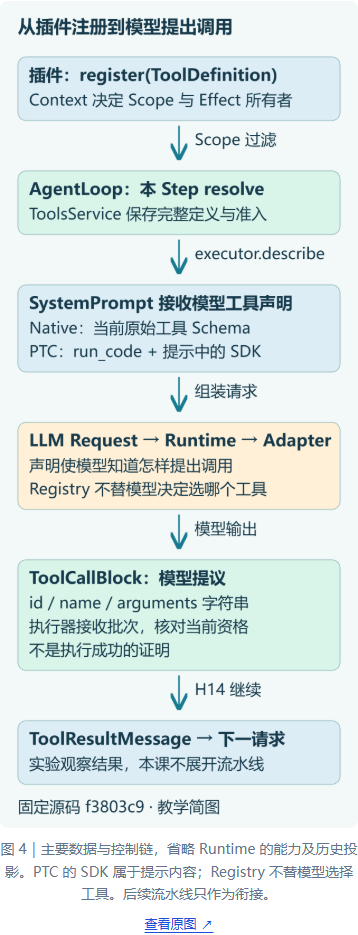 从插件注册到模型提出调用
插件：register(ToolDefinition)
Context 决定 Scope 与 Effect 所有者
Scope 过滤
AgentLoop：本 Step resolve
ToolsService 保存完整定义与准入
executor.describe
SystemPrompt 接收模型工具声明
Native：当前原始工具 Schema
PTC：run_code + 提示中的 SDK
组装请求
LLM Request → Runtime → Adapter
声明使模型知道怎样提出调用
Registry 不替模型决定选哪个工具
模型输出
ToolCallBlock：模型提议
id / name / arguments 字符串
执行器接收批次，核对当前资格
不是执行成功的证明
H14 继续
ToolResultMessage → 下一请求
实验观察结果，本课不展开流水线
固定源码 f3803c9 · 教学简图
图 4｜主要数据与控制链，省略 Runtime 的能力及历史投
影。PTC 的 SDK 属于提示内容；Registry 不替模型选择
工具。后续流水线只作为衔接。
查看原图 ↗